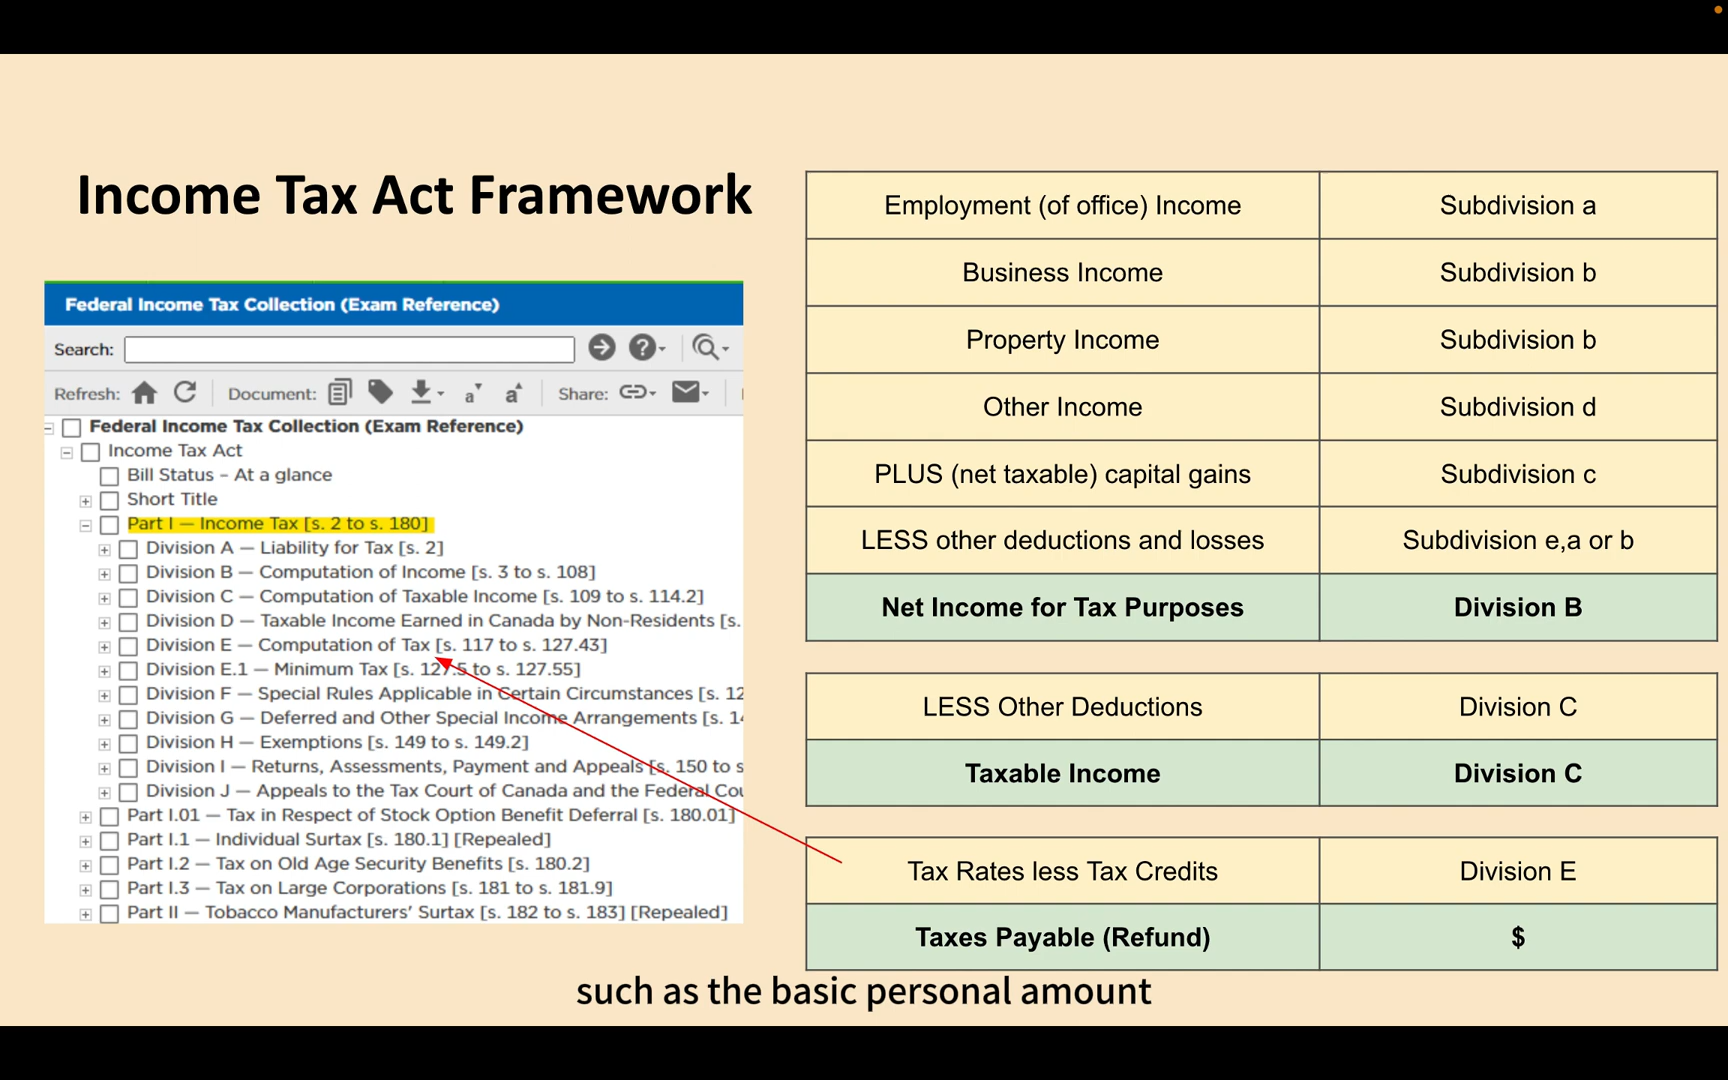 Income Tax Act Framework
Federal Income Tax Collection (Exam Reference)
Search:
Refresh:
Document:
a
a
Share:
Federal Income Tax Collection (Exam Reference)
Income Tax Act
Bill Status – At a glance
Short Title
Part I — Income Tax [s. 2 to s. 180]
Division A — Liability for Tax [s. 2]
Division B — Computation of Income [s. 3 to s. 108]
Division C — Computation of Taxable Income [s. 109 to s. 114.2]
Division D — Taxable Income Earned in Canada by Non-Residents [s.
Division E — Computation of Tax [s. 117 to s. 127.43]
Division E.1 — Minimum Tax [s. 127.5 to s. 127.55]
Division F — Special Rules Applicable in Certain Circumstances [s. 12
Division G — Deferred and Other Special Income Arrangements [s. 14
Division H — Exemptions [s. 149 to s. 149.2]
Division I — Returns, Assessments, Payment and Appeals [s. 150 to s
Division J — Appeals to the Tax Court of Canada and the Federal Cou
Part I.01 — Tax in Respect of Stock Option Benefit Deferral [s. 180.01]
Part I.1 — Individual Surtax [s. 180.1] [Repealed]
Part I.2 — Tax on Old Age Security Benefits [s. 180.2]
Part I.3 — Tax on Large Corporations [s. 181 to s. 181.9]
Part II — Tobacco Manufacturers' Surtax [s. 182 to s. 183] [Repealed]
Employment (of office) Income Subdivision a
Business Income Subdivision b
Property Income Subdivision b
Other Income Subdivision d
PLUS (net taxable) capital gains Subdivision c
LESS other deductions and losses Subdivision e,a or b
Net Income for Tax Purposes Division B
LESS Other Deductions Division C
Taxable Income Division C
Tax Rates less Tax Credits Division E
Taxes Payable (Refund) $
such as the basic personal amount